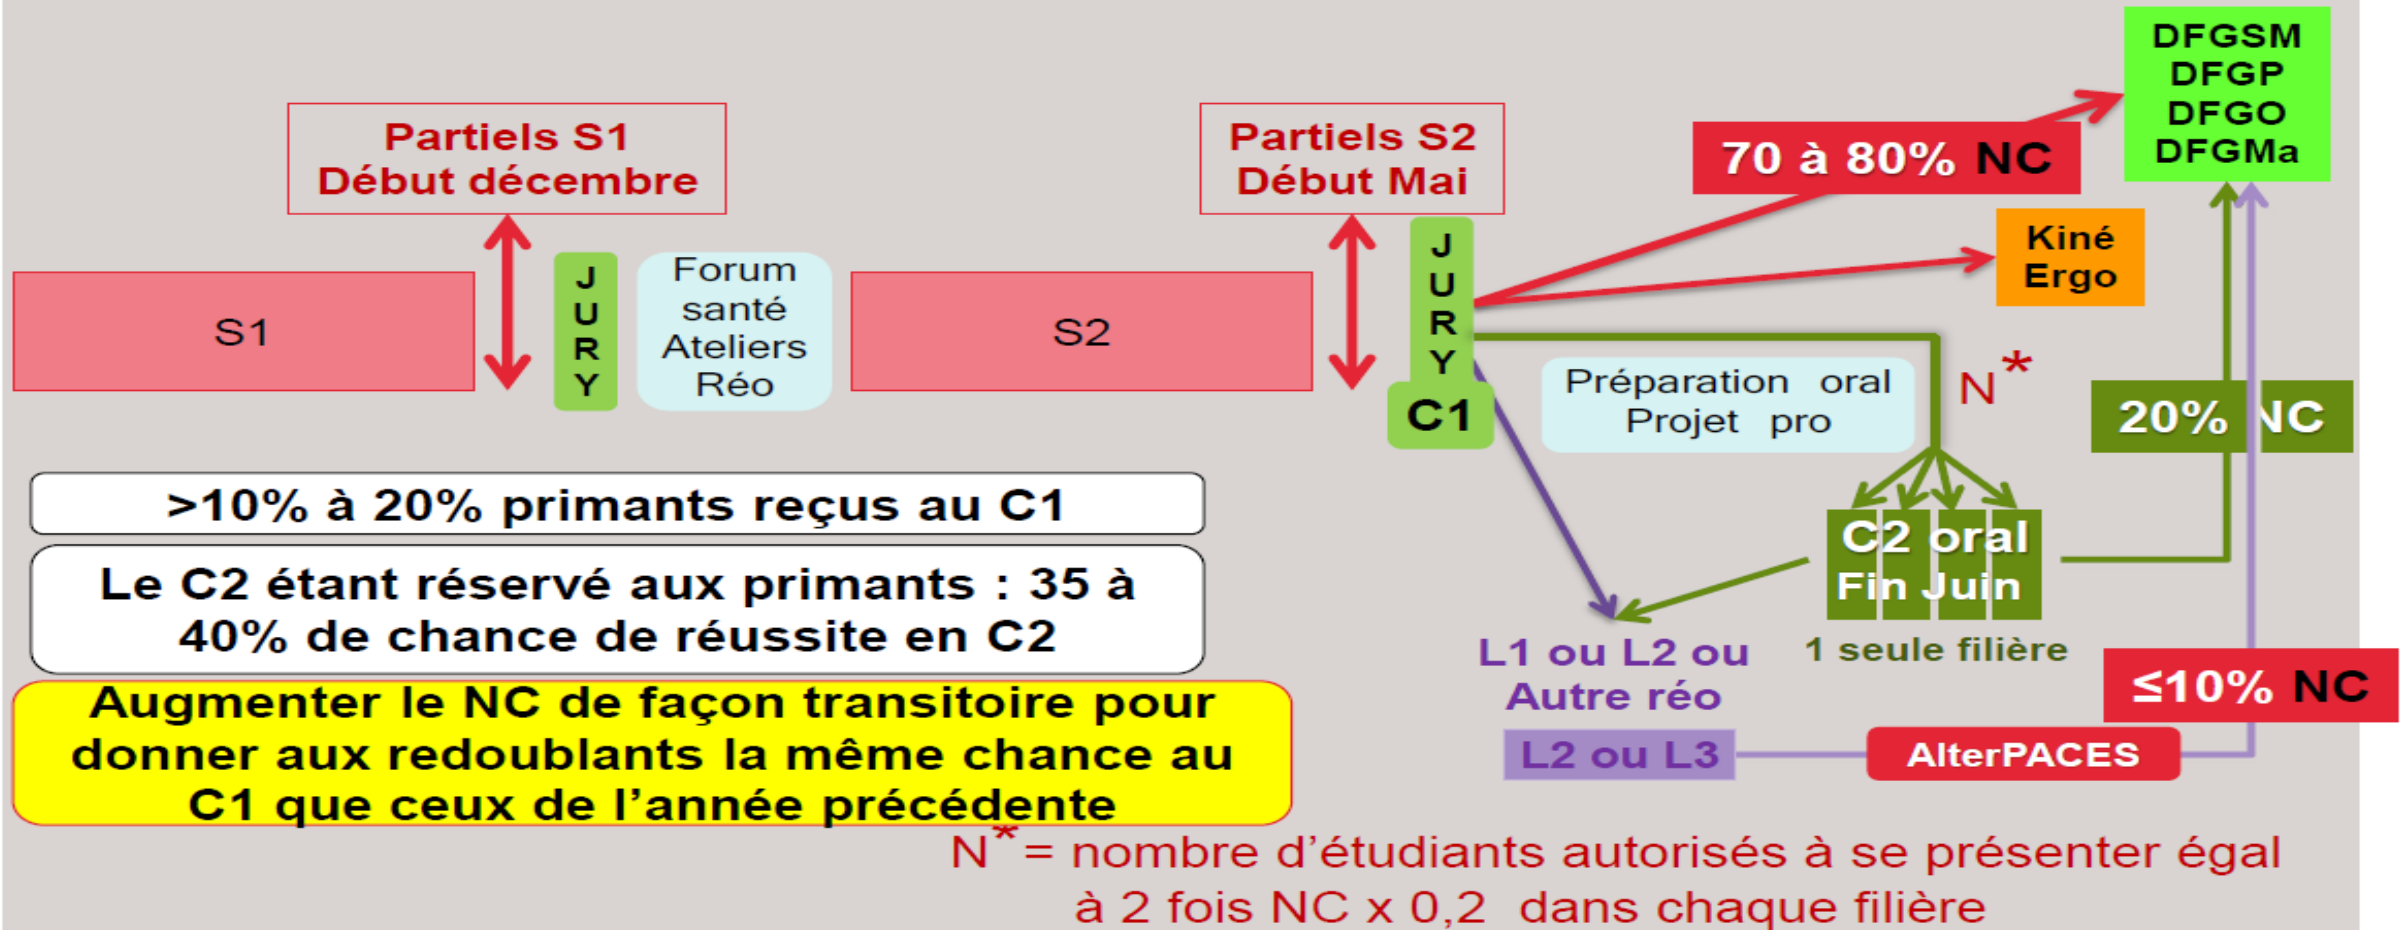 DFGSM
DFGP
DFGO
DFGMa
Partiels S1
Début décembre
Partiels S2
Début Mai
70 à 80% NC
Kiné
Ergo
S1
J
U
R
Y
Forum
santé
Ateliers
Réo
S2
J
U
R
Y
C1
Préparation oral
Projet pro
N*
20% NC
>10% à 20% primants reçus au C1
Le C2 étant réservé aux primants : 35 à
40% de chance de réussite en C2
Augmenter le NC de façon transitoire pour
donner aux redoublants la même chance au
C1 que ceux de l’année précédente
C2 oral
Fin Juin
1 seule filière
L1 ou L2 ou
Autre réo
L2 ou L3
AlterPACES
≤10% NC
N* = nombre d’étudiants autorisés à se présenter égal
à 2 fois NC x 0,2 dans chaque filière